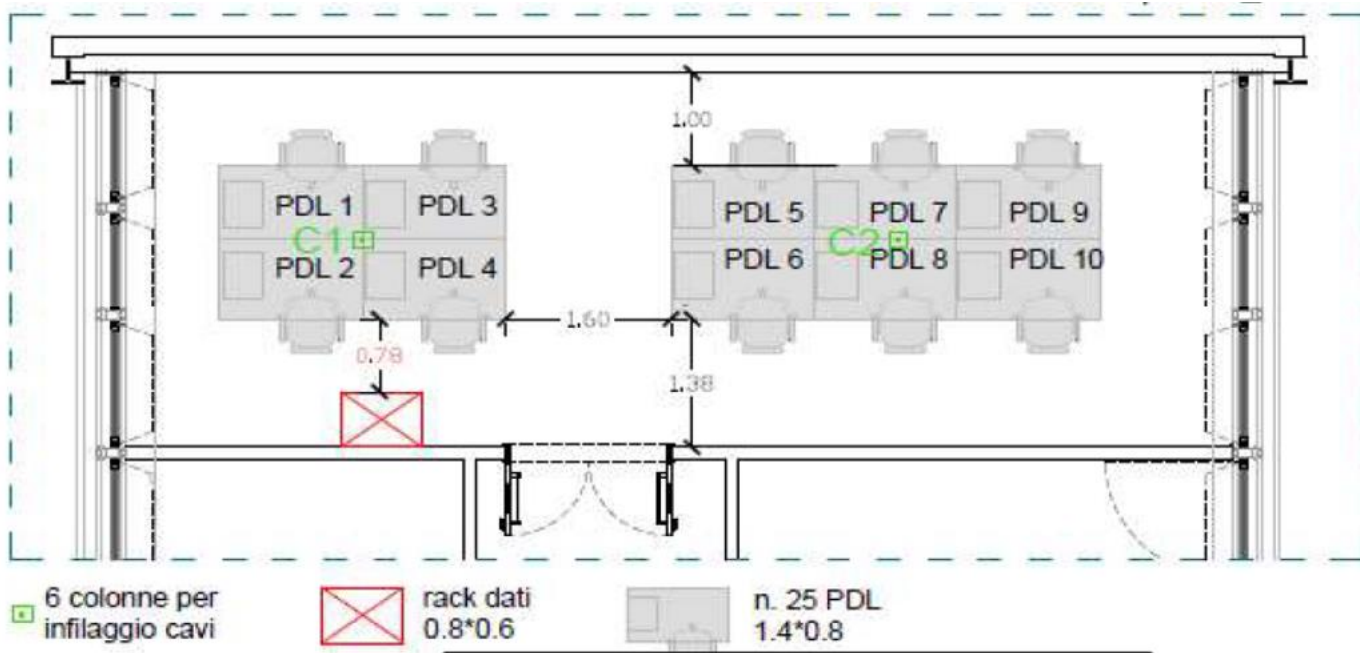 1.00
PDL 1
PDL 3
PDL 5
PDL 7
PDL 9
C1
C2
PDL 2
PDL 4
PDL 6
PDL 8
PDL 10
1.60
0.78
1.38
6 colonne per
infilaggio cavi
rack dati
0.8*0.6
n. 25 PDL
1.4*0.8